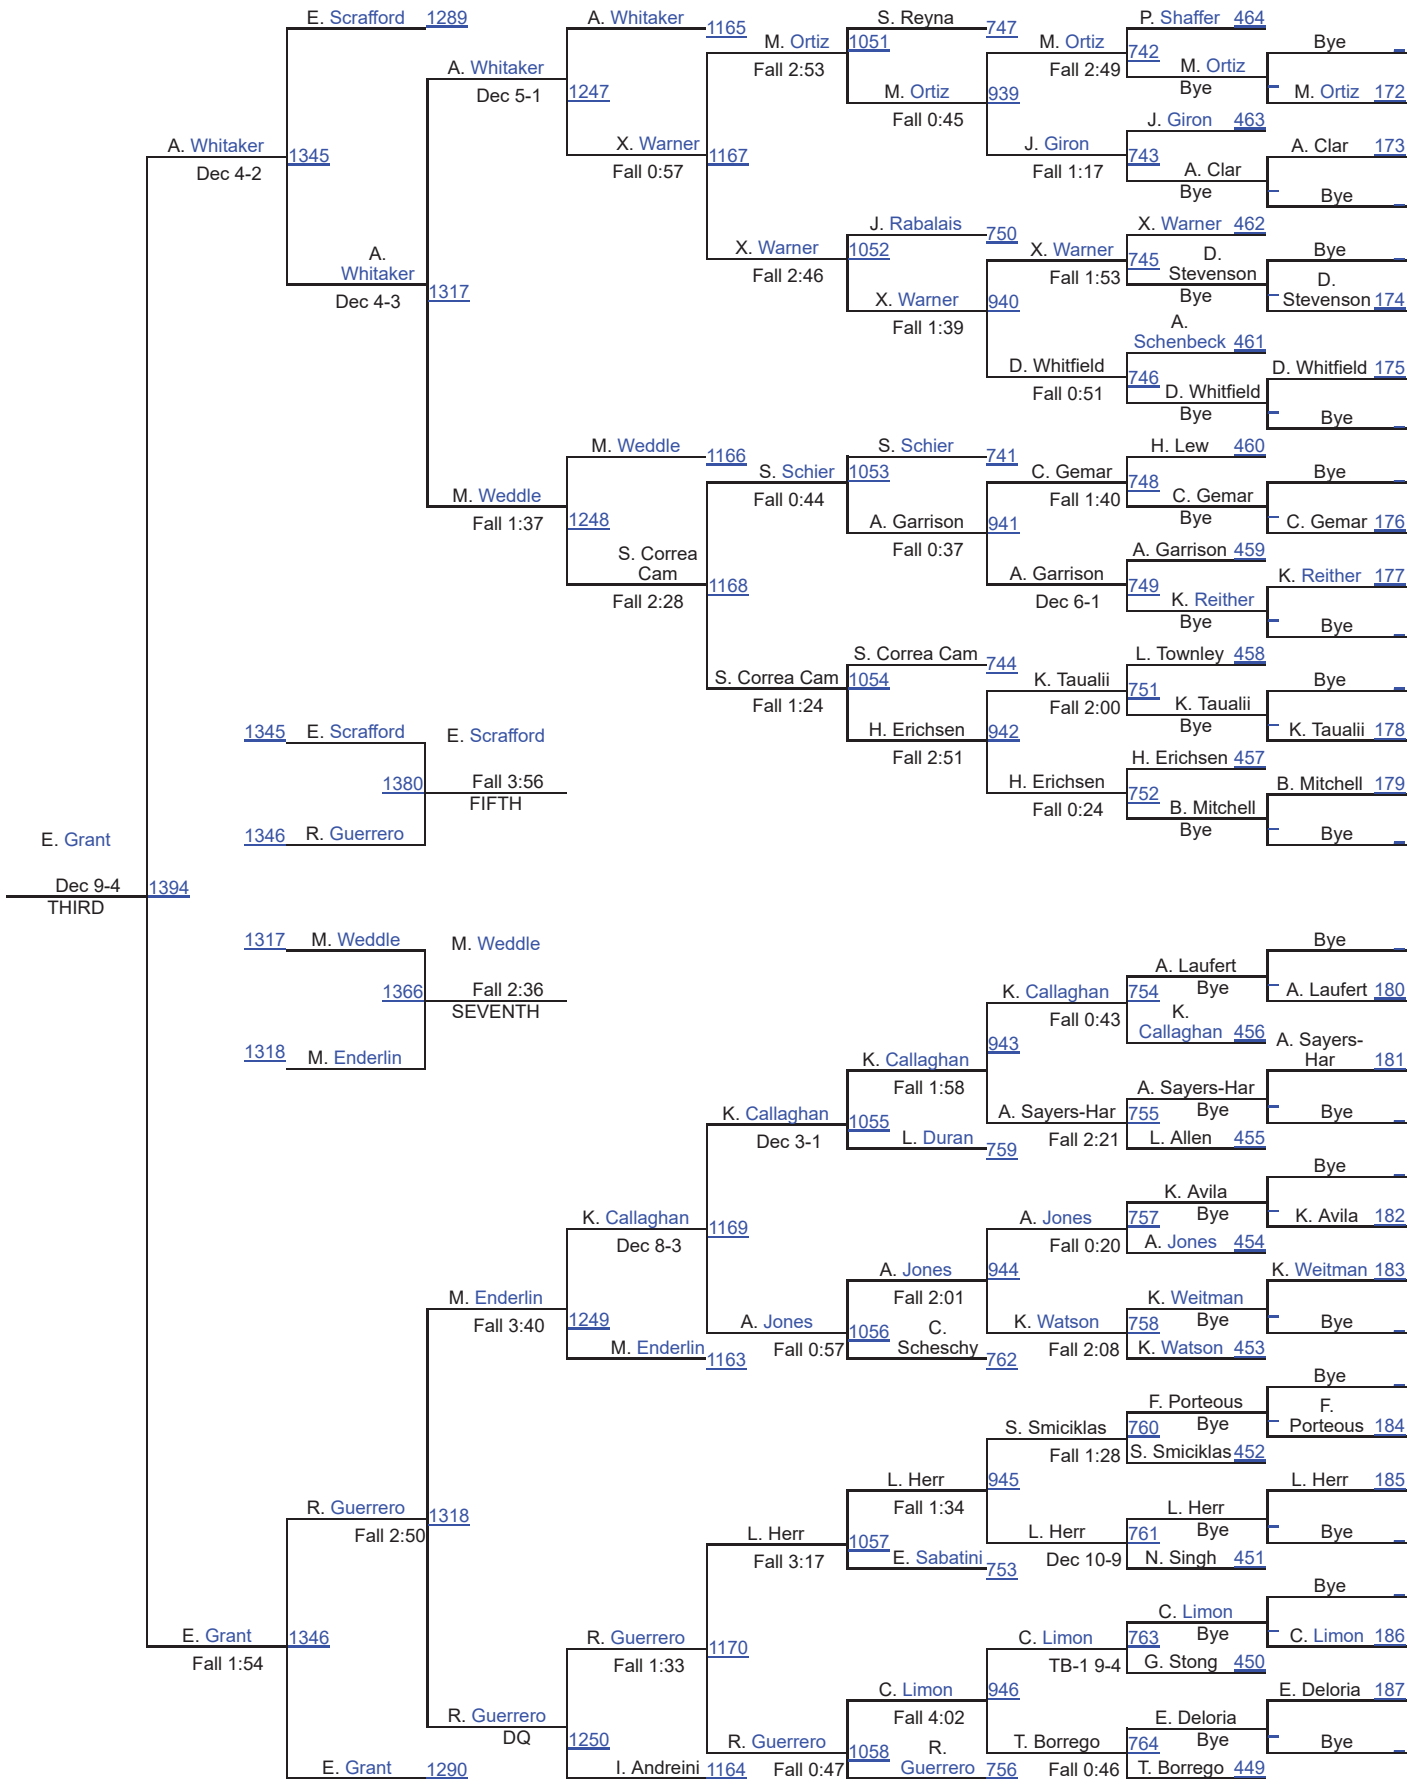 E. Scrafford 1289
A. Whitaker
1165
S. Reyna
747
P. Shaffer 464
M. Ortiz
1051
M. Ortiz
742
Bye
Fall 2:53
Fall 2:49
M. Ortiz
Bye
A. Whitaker
Dec 5-1
1247
M. Ortiz
939
M. Ortiz 172
Fall 0:45
J. Giron 463
A. Whitaker
1345
X. Warner
1167
J. Giron
743
A. Clar 173
Dec 4-2
Fall 0:57
Fall 1:17
A. Clar
Bye
Bye
J. Rabalais
750
X. Warner 462
X. Warner
1052
X. Warner
745
D.
Stevenson
Bye
Bye
Fall 2:46
Fall 1:53
A.
Whitaker
1317
Dec 4-3
X. Warner
940
D.
Stevenson 174
Fall 1:39
A.
Schenbeck 461
D. Whitfield
746
D. Whitfield 175
Fall 0:51
D. Whitfield
Bye
Bye
M. Weddle
1166
S. Schier
741
H. Lew 460
S. Schier
1053
C. Gemar
748
Bye
Fall 0:44
Fall 1:40
C. Gemar
Bye
M. Weddle
Fall 1:37
1248
A. Garrison
941
C. Gemar 176
Fall 0:37
A. Garrison 459
S. Correa
Cam
1168
Fall 2:28
A. Garrison
749
K. Reither 177
Dec 6-1
K. Reither
Bye
Bye
S. Correa Cam
744
L. Townley 458
S. Correa Cam
1054
K. Taualii
751
Bye
Fall 1:24
Fall 2:00
K. Taualii
Bye
1345 E. Scrafford
E. Scrafford
H. Erichsen
942
K. Taualii 178
Fall 2:51
H. Erichsen 457
1380
Fall 3:56
FIFTH
H. Erichsen
752
B. Mitchell 179
Fall 0:24
B. Mitchell
Bye
1346 R. Guerrero
Bye
E. Grant
Dec 9-4
1394
THIRD
1317 M. Weddle
M. Weddle
Bye
1366
Fall 2:36
SEVENTH
K. Callaghan
754
A. Laufert
Bye
A. Laufert 180
Fall 0:43
K.
Callaghan 456
1318 M. Enderlin
K. Callaghan
943
A. Sayers-
Har 181
Fall 1:58
K. Callaghan
1055
A. Sayers-Har
755
A. Sayers-Har
Bye
Bye
Dec 3-1
L. Duran
759
Fall 2:21
L. Allen 455
Bye
K. Callaghan
1169
A. Jones
757
K. Avila
Bye
K. Avila 182
Dec 8-3
Fall 0:20
A. Jones 454
A. Jones
944
K. Weitman 183
Fall 2:01
M. Enderlin
1249
Fall 3:40
A. Jones
1056
K. Watson
758
K. Weitman
Bye
Bye
M. Enderlin
1163
Fall 0:57
C.
Scheschy
762
Fall 2:08
K. Watson 453
Bye
S. Smiciklas
760
F. Porteous
Bye
F.
Porteous 184
Fall 1:28
S. Smiciklas 452
L. Herr
945
L. Herr 185
Fall 1:34
R. Guerrero
1318
Fall 2:50
L. Herr
1057
L. Herr
761
L. Herr
Bye
Bye
Fall 3:17
E. Sabatini
753
Dec 10-9
N. Singh 451
Bye
E. Grant
1346
Fall 1:54
R. Guerrero
1170
Fall 1:33
C. Limon
763
C. Limon
Bye
C. Limon 186
TB-1 9-4
G. Stong 450
C. Limon
946
E. Deloria 187
Fall 4:02
R. Guerrero
1250
DQ
R. Guerrero
1058
T. Borrego
764
E. Deloria
Bye
Bye
E. Grant 1290
I. Andreini 1164
Fall 0:47
R.
Guerrero 756
Fall 0:46
T. Borrego 449